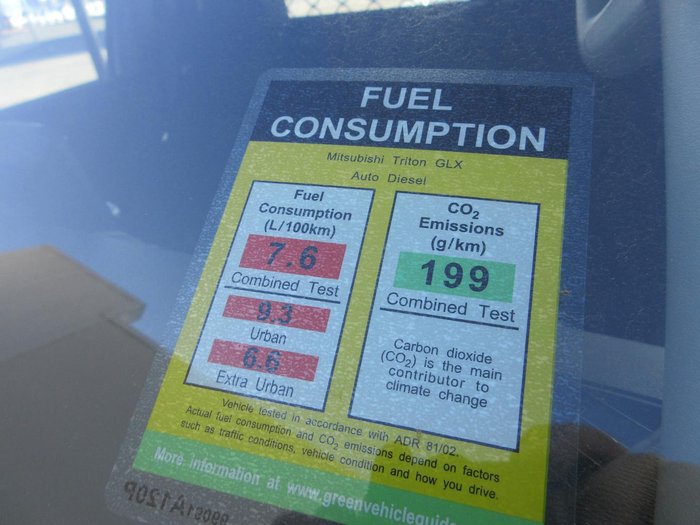 FUEL
CONSUMPTION
Mitsubishi Triton GLX
Auto Diesel
Fuel
Consumption
(L/100km)
7.6
Combined Test
9.3
Urban
6.6
Extra Urban
CO2
Emissions
(g/km)
199
Combined Test
Carbon dioxide
(CO2) is the main
contributor to
climate change
Vehicle tested in accordance with ADR 81/02.
Actual fuel consumption and CO2 emissions depend on factors
such as traffic conditions, vehicle condition and how you drive.
More information at www.greenvehicleguide